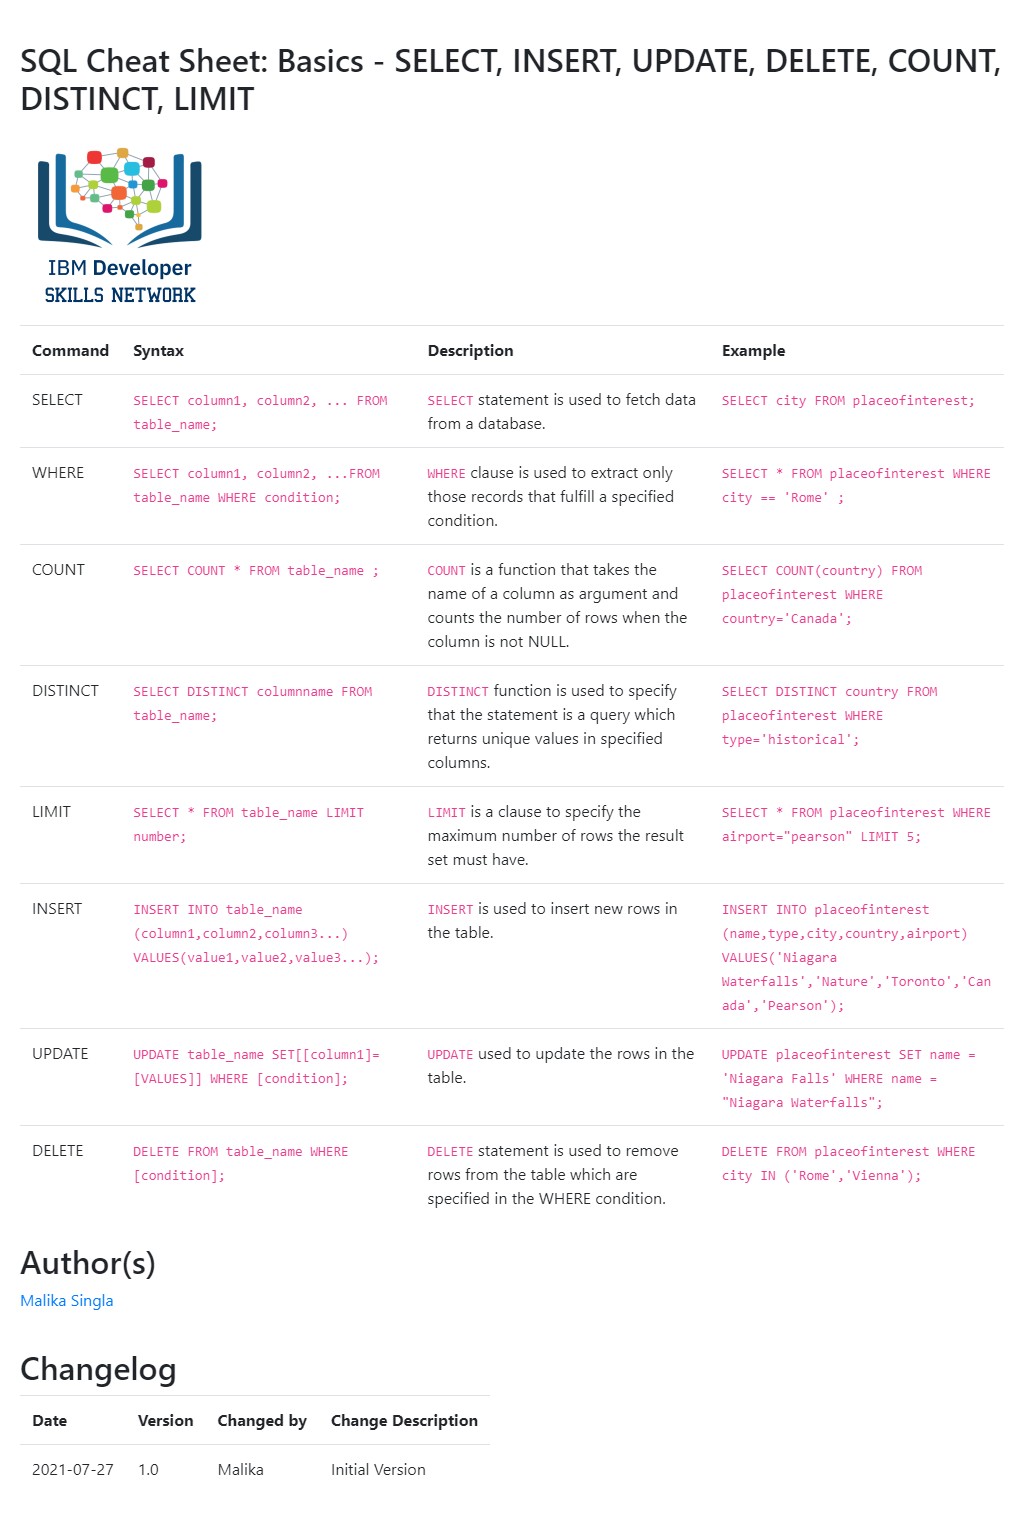 SQL Cheat Sheet: Basics - SELECT, INSERT, UPDATE, DELETE, COUNT,
DISTINCT, LIMIT
IBM Developer
SKILLS NETWORK
Command Syntax Description Example
SELECT
SELECT column1, column2, ... FROM
table_name;
SELECT statement is used to fetch data
from a database.
SELECT city FROM placeofinterest;
WHERE
SELECT column1, column2, ...FROM
table_name WHERE condition;
WHERE clause is used to extract only
those records that fulfill a specified
condition.
SELECT * FROM placeofinterest WHERE
city == 'Rome' ;
COUNT
SELECT COUNT * FROM table_name ;
COUNT is a function that takes the
name of a column as argument and
counts the number of rows when the
column is not NULL.
SELECT COUNT(country) FROM
placeofinterest WHERE
country='Canada';
DISTINCT
SELECT DISTINCT columnname FROM
table_name;
DISTINCT function is used to specify
that the statement is a query which
returns unique values in specified
columns.
SELECT DISTINCT country FROM
placeofinterest WHERE
type='historical';
LIMIT
SELECT * FROM table_name LIMIT
number;
LIMIT is a clause to specify the
maximum number of rows the result
set must have.
SELECT * FROM placeofinterest WHERE
airport="pearson" LIMIT 5;
INSERT
INSERT INTO table_name
(column1,column2,column3...)
VALUES(value1,value2,value3...);
INSERT is used to insert new rows in
the table.
INSERT INTO placeofinterest
(name,type,city,country,airport)
VALUES('Niagara
Waterfalls','Nature','Toronto','Can
ada','Pearson');
UPDATE
UPDATE table_name SET[[column1]=
[VALUES]] WHERE [condition];
UPDATE used to update the rows in the
table.
UPDATE placeofinterest SET name =
'Niagara Falls' WHERE name =
"Niagara Waterfalls";
DELETE
DELETE FROM table_name WHERE
[condition];
DELETE statement is used to remove
rows from the table which are
specified in the WHERE condition.
DELETE FROM placeofinterest WHERE
city IN ('Rome','Vienna');
Author(s)
Malika Singla
Changelog
Date Version Changed by Change Description
2021-07-27 1.0 Malika Initial Version